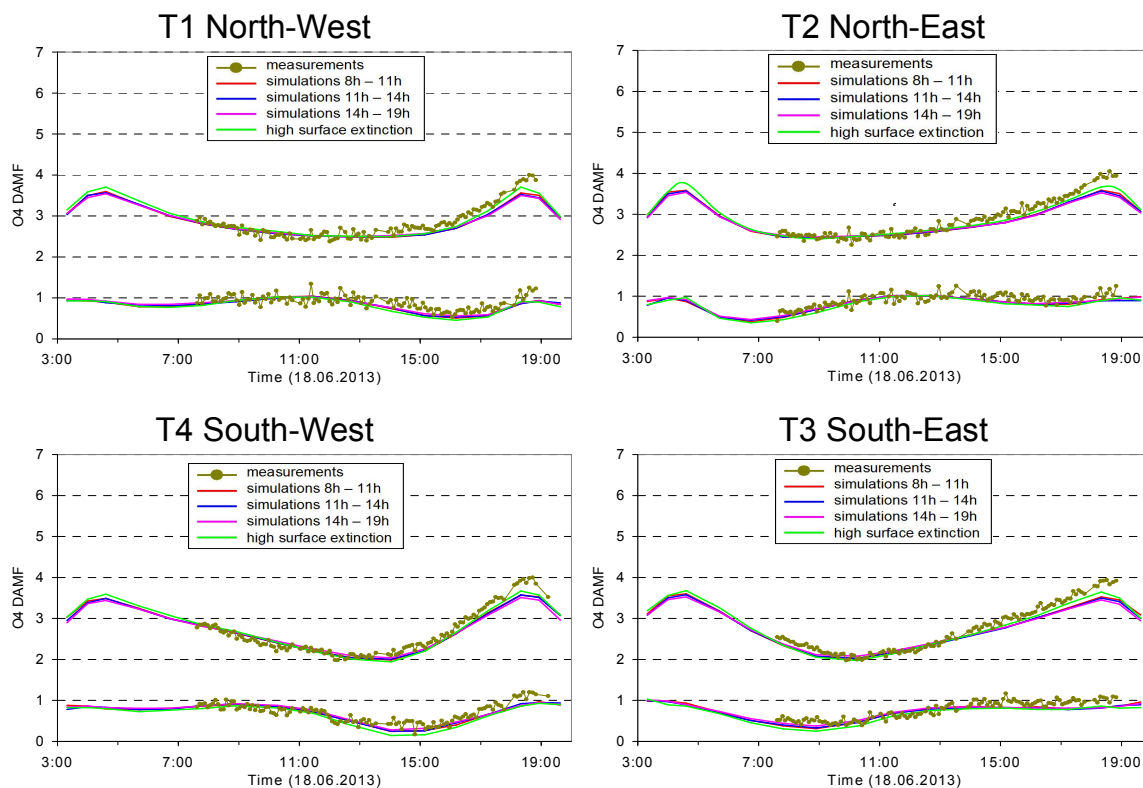 T1 North-West
T2 North-East
7
6
5
4
3
2
1
0
O4 DAMF
measurements
simulations 8h – 11h
simulations 11h – 14h
simulations 14h – 19h
high surface extinction
3:00 7:00 11:00 15:00 19:00
Time (18.06.2013)
7
6
5
4
3
2
1
0
O4 DAMF
measurements
simulations 8h – 11h
simulations 11h – 14h
simulations 14h – 19h
high surface extinction
3:00 7:00 11:00 15:00 19:00
Time (18.06.2013)
T4 South-West
T3 South-East
7
6
5
4
3
2
1
0
O4 DAMF
measurements
simulations 8h – 11h
simulations 11h – 14h
simulations 14h – 19h
high surface extinction
3:00 7:00 11:00 15:00 19:00
Time (18.06.2013)
7
6
5
4
3
2
1
0
O4 DAMF
measurements
simulations 8h – 11h
simulations 11h – 14h
simulations 14h – 19h
high surface extinction
3:00 7:00 11:00 15:00 19:00
Time (18.06.2013)